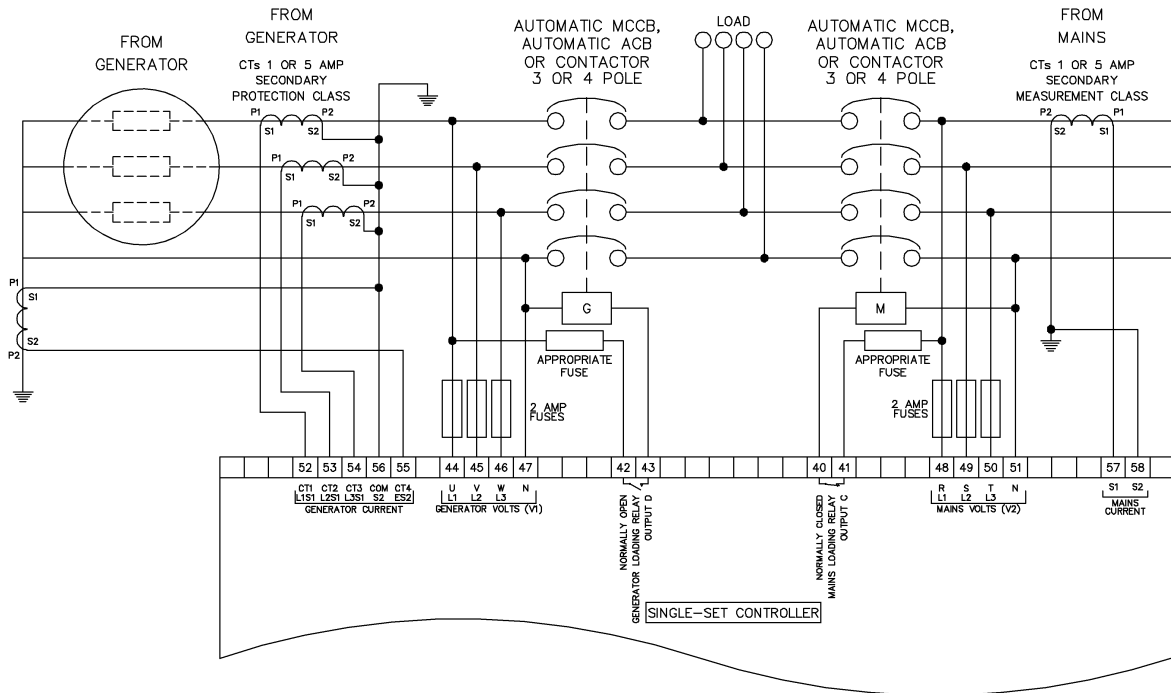 FROM
GENERATOR
FROM
GENERATOR
CTs 1 OR 5 AMP
SECONDARY
PROTECTION CLASS
AUTOMATIC MCCB,
AUTOMATIC ACB
OR CONTACTOR
3 OR 4 POLE
LOAD
AUTOMATIC MCCB,
AUTOMATIC ACB
OR CONTACTOR
3 OR 4 POLE
FROM
MAINS
CTs 1 OR 5 AMP
SECONDARY
MEASUREMENT CLASS
P1
P2
S1
S2
P1
P2
S1
S2
P1
P2
S1
S2
P2
P1
S2
S1
P1
S1
S2
P2
G
M
APPROPRIATE
FUSE
APPROPRIATE
FUSE
2 AMP
FUSES
2 AMP
FUSES
52 53 54 56 55 44 45 46 47 42 43 40 41 48 49 50 51 57 58
CT1 CT2 CT3 COM CT4
L1S1 L2S1 L3S1 S2 ES2
GENERATOR CURRENT
U V W N
L1 L2 L3
GENERATOR VOLTS (V1)
NORMALLY OPEN
GENERATOR LOADING RELAY
OUTPUT D
NORMALLY CLOSED
MAINS LOADING RELAY
OUTPUT C
R S T N
L1 L2 L3
MAINS VOLTS (V2)
S1 S2
MAINS
CURRENT
SINGLE-SET CONTROLLER